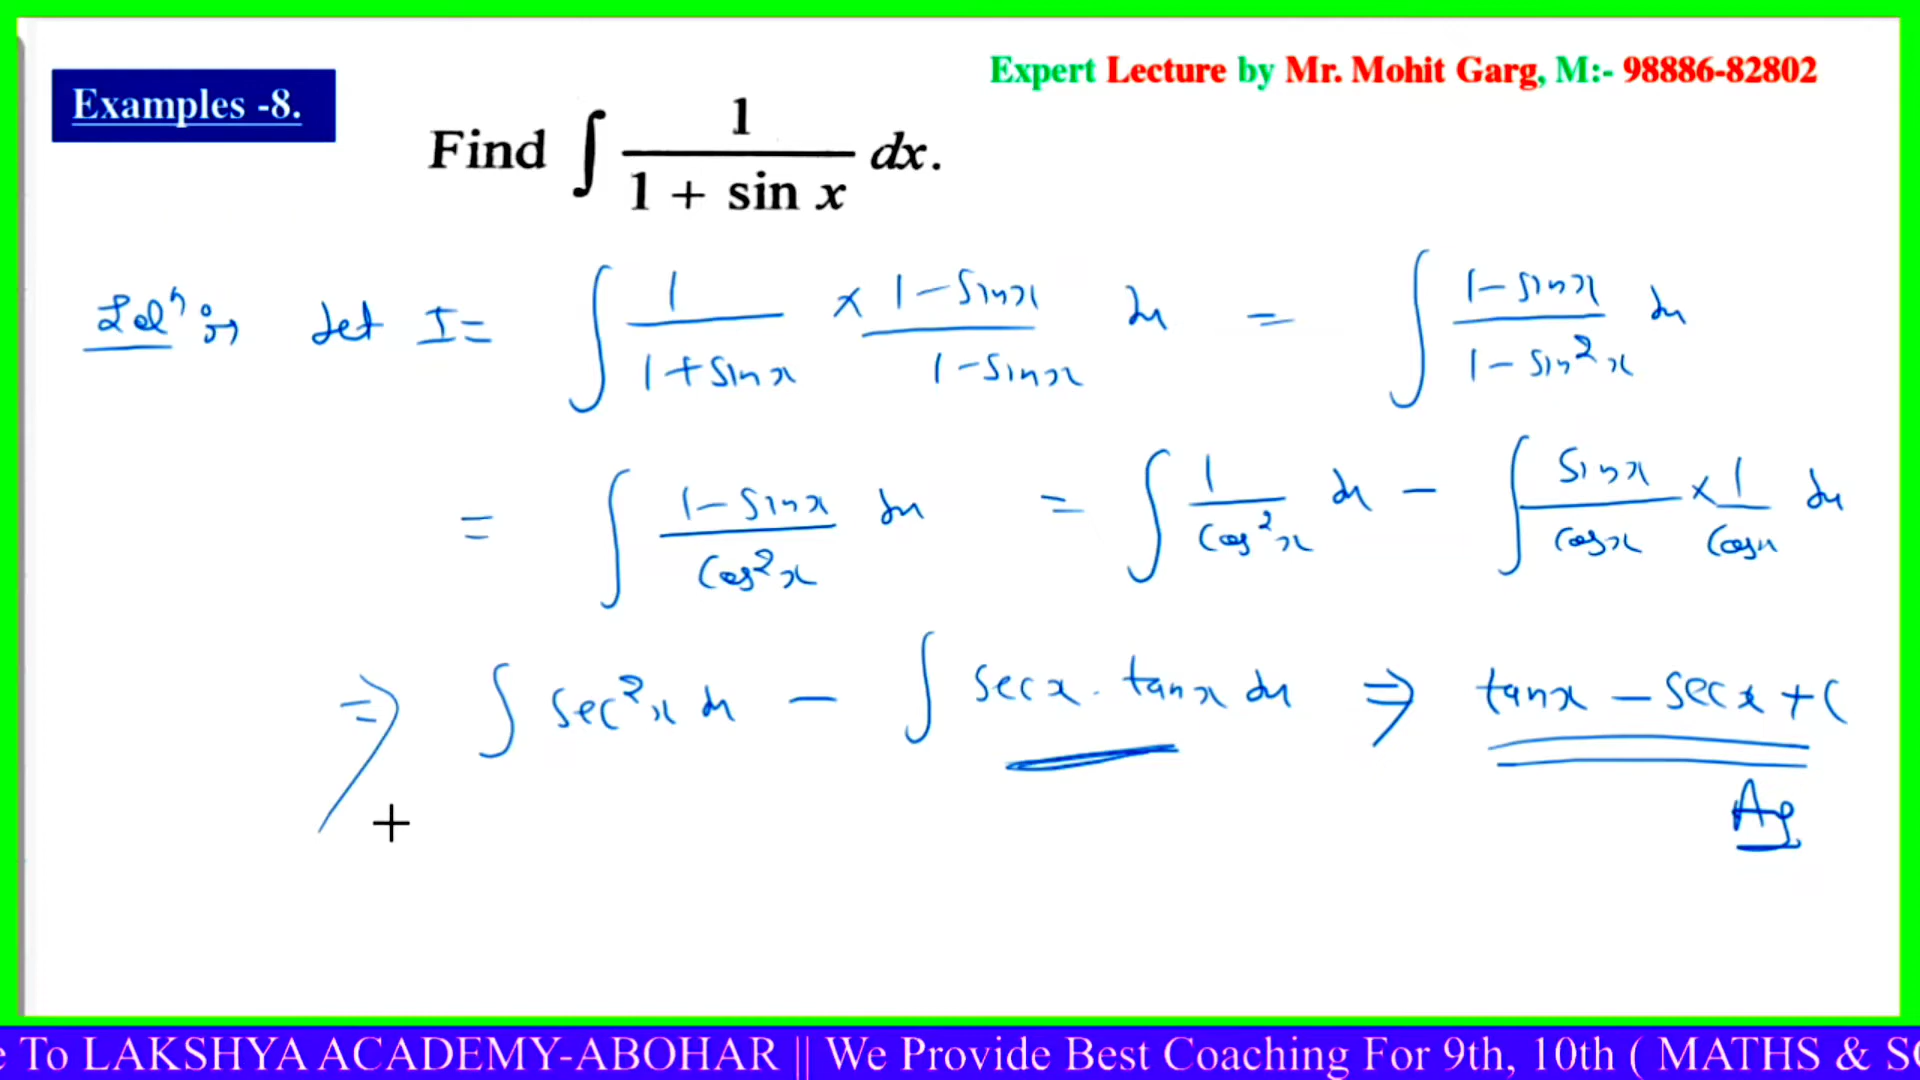 Expert Lecture by Mr. Mohit Garg, M:- 98886-82802
Examples -8.
Find ∫ 1/(1 + sin x) dx.
Solⁿ :→ Let I = ∫ 1/(1+sinx) × (1-sinx)/(1-sinx) dx = ∫ (1-sinx)/(1-sin²x) dx
= ∫ (1-sinx)/(cos²x) dx = ∫ 1/(cos²x) dx - ∫ sinx/cosx × 1/cosx dx
⇒ ∫ sec²x dx - ∫ secx · tanx dx ⇒ tanx - secx + C
e To LAKSHYA ACADEMY-ABOHAR || We Provide Best Coaching For 9th, 10th ( MATHS & SC